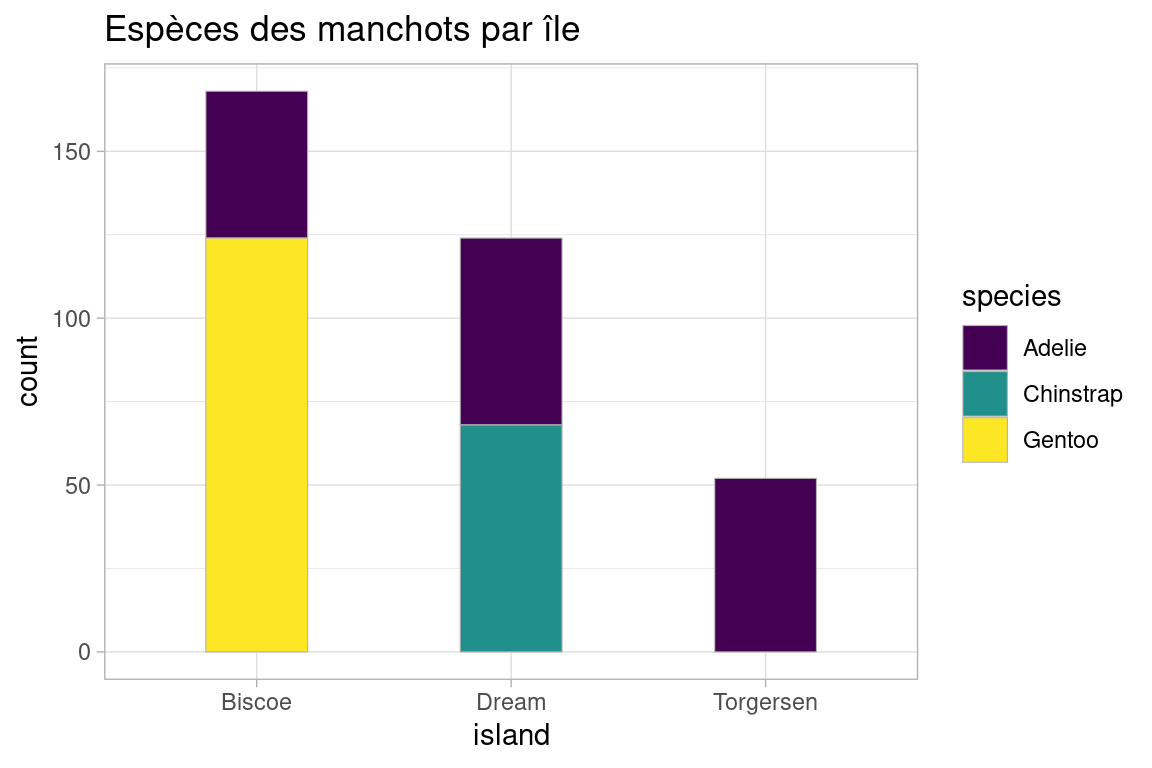 Espèces des manchots par île
150
100
50
0
count
Biscoe
Dream
Torgersen
island
species
Adelie
Chinstrap
Gentoo